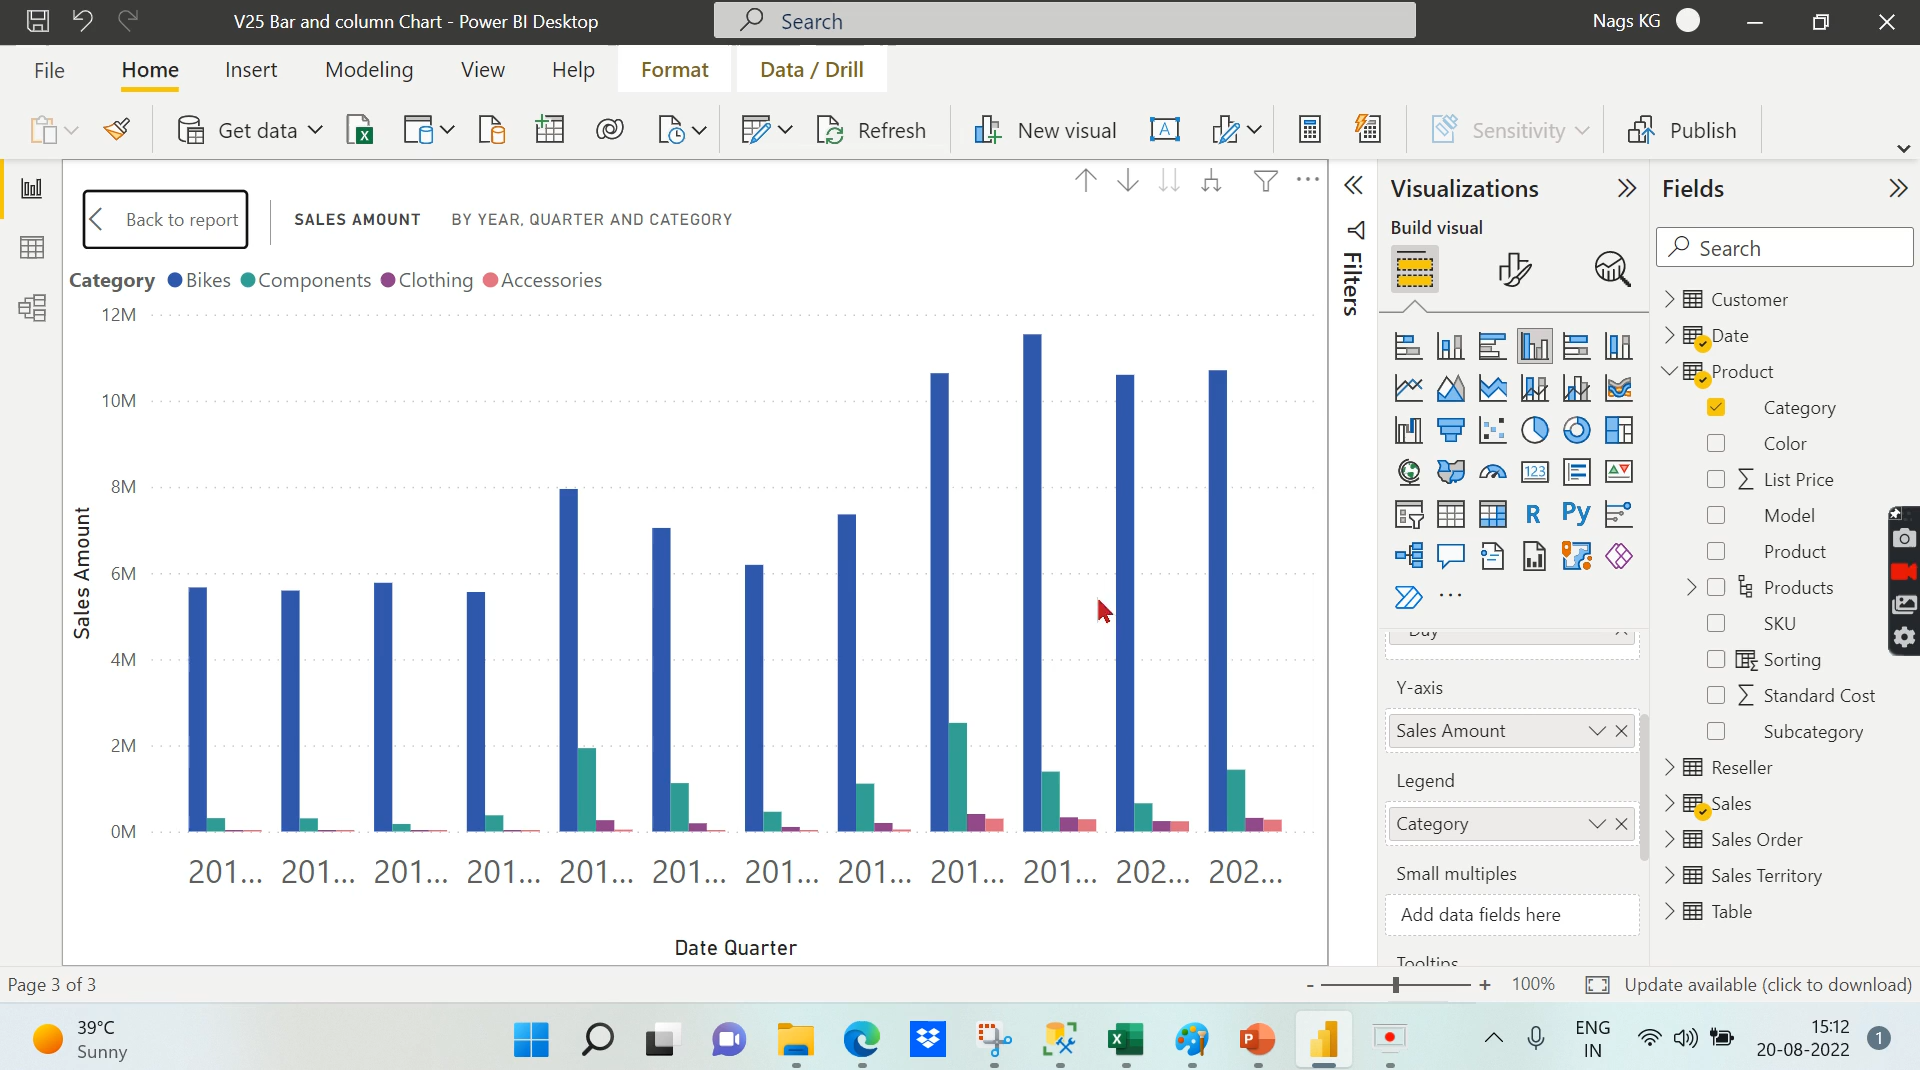 V25 Bar and column Chart - Power BI Desktop
Search
Nags KG
File Home Insert Modeling View Help Format Data / Drill
Get data
Refresh
New visual
Sensitivity
Publish
Back to report
SALES AMOUNT BY YEAR, QUARTER AND CATEGORY
Category Bikes Components Clothing Accessories
12M
10M
8M
6M
4M
2M
0M
Sales Amount
201... 201... 201... 201... 201... 201... 201... 201... 201... 201... 202... 202...
Date Quarter
Filters
Visualizations
Build visual
123
R
Py
Day
Y-axis
Sales Amount
Legend
Category
Small multiples
Add data fields here
Tooltips
Fields
Search
Customer
Date
Product
Category
Color
List Price
Model
Product
Products
SKU
Sorting
Standard Cost
Subcategory
Reseller
Sales
Sales Order
Sales Territory
Table
Page 3 of 3
- + 100%
Update available (click to download)
39°C
Sunny
ENG
IN
15:12
20-08-2022
1